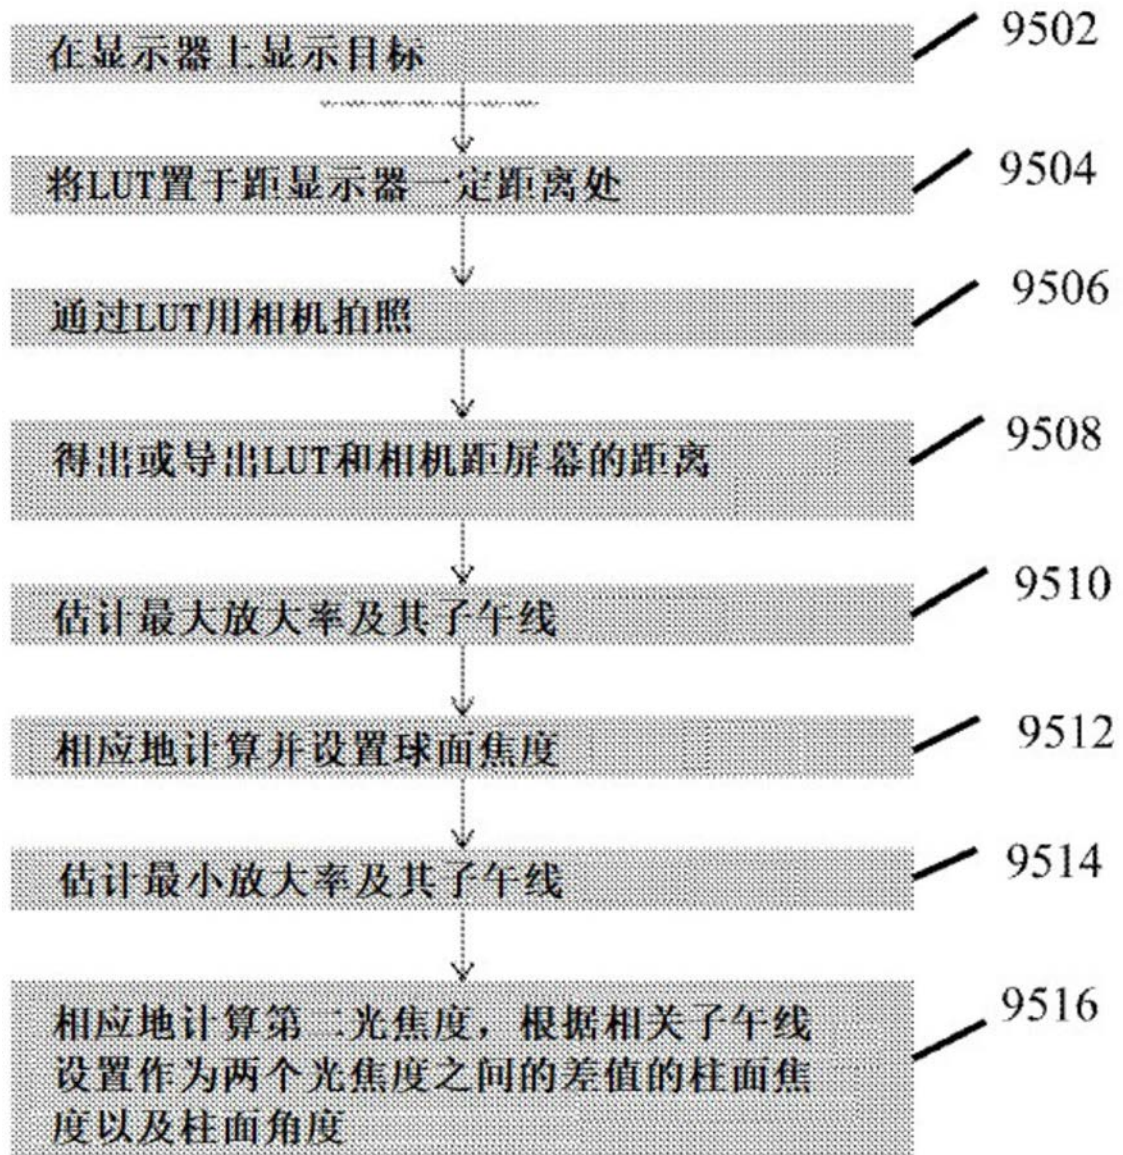 在显示器上显示目标
9502
将LUT置于距显示器一定距离处
9504
通过LUT用相机拍照
9506
得出或导出LUT和相机距屏幕的距离
9508
估计最大放大率及其子午线
9510
相应地计算并设置球面焦度
9512
估计最小放大率及其子午线
9514
相应地计算第二光焦度，根据相关子午线
设置作为两个光焦度之间的差值的柱面焦
度以及柱面角度
9516